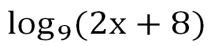 log₉(2x + 8)